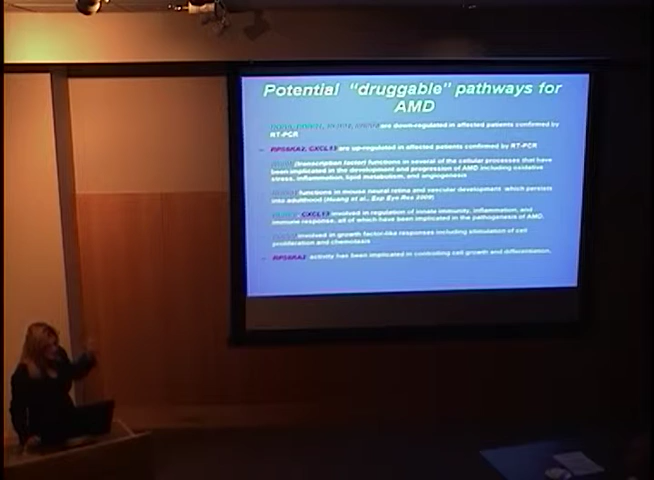 Potential "druggable" pathways for
AMD
are down-regulated in affected patients confirmed by
RT-PCR
RPS6KA2, CXCL13 are up-regulated in affected patients confirmed by RT-PCR
(transcription factor) functions in several of the cellular processes that have
been implicated in the development and progression of AMD including oxidative
stress, inflammation, lipid metabolism, and angiogenesis
functions in mouse neural retina and vascular development which persists
into adulthood (Huang et al., Exp Eye Res 2009)
CXCL13 involved in regulation of innate immunity, inflammation, and
immune response, all of which have been implicated in the pathogenesis of AMD.
involved in growth factor-like responses including stimulation of cell
proliferation and chemotaxis
RPS6KA2 activity has been implicated in controlling cell growth and differentiation.